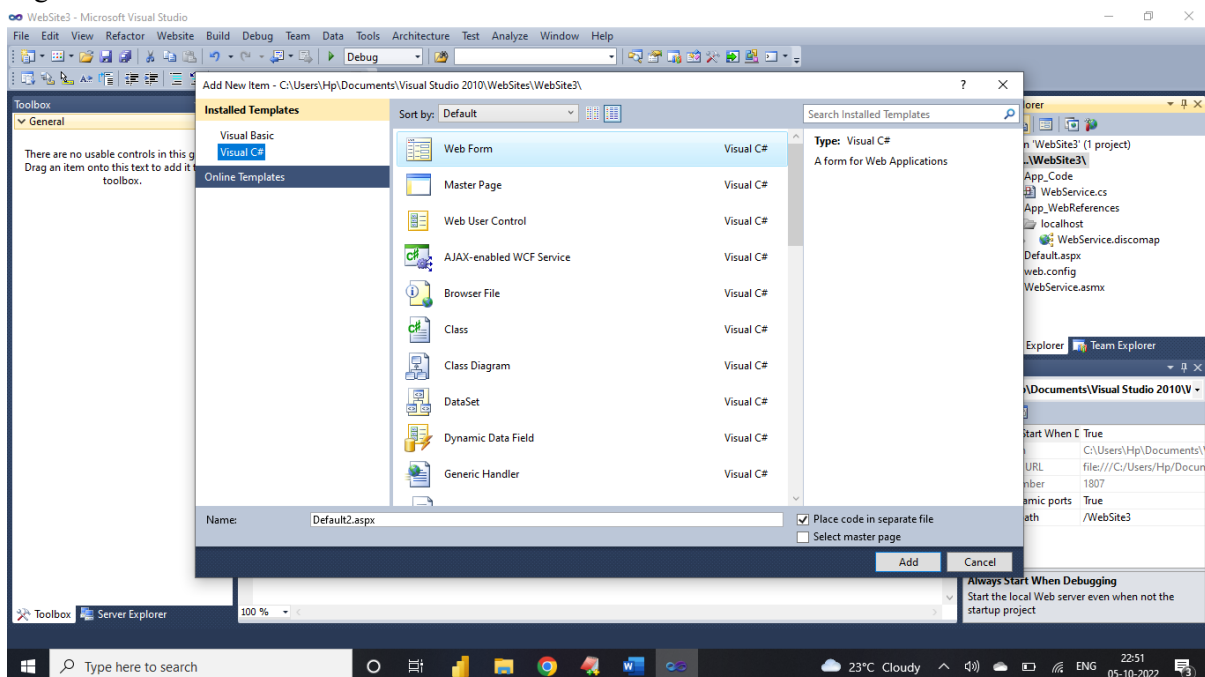 WebSite3 - Microsoft Visual Studio
File Edit View Refactor Website Build Debug Team Data Tools Architecture Test Analyze Window Help
Debug
Add New Item - C:\Users\Hp\Documents\Visual Studio 2010\WebSites\WebSite3\
? X
Toolbox
General
There are no usable controls in this g
Drag an item onto this text to add it t
toolbox.
Installed Templates
Visual Basic
Visual C#
Online Templates
Sort by: Default
Web Form Visual C#
Master Page Visual C#
Web User Control Visual C#
AJAX-enabled WCF Service Visual C#
Browser File Visual C#
Class Visual C#
Class Diagram Visual C#
DataSet Visual C#
Dynamic Data Field Visual C#
Generic Handler Visual C#
Search Installed Templates
Type: Visual C#
A form for Web Applications
Name: Default2.aspx
Place code in separate file
Select master page
Add Cancel
lorer
n 'WebSite3' (1 project)
..\WebSite3\
App_Code
WebService.cs
App_WebReferences
localhost
WebService.discomap
Default.aspx
web.config
WebService.asmx
Explorer Team Explorer
\Documents\Visual Studio 2010\
Start When D True
C:\Users\Hp\Documents\
URL file:///C:/Users/Hp/Docun
mber 1807
amic ports True
ath /WebSite3
Always Start When Debugging
Start the local Web server even when not the
startup project
Toolbox Server Explorer
100 %
Type here to search
23°C Cloudy
ENG
22:51
05-10-2022
3